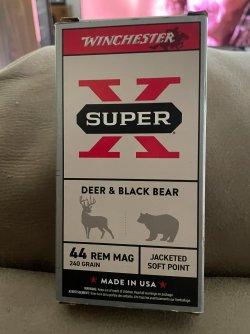 WINCHESTER
X
SUPER
DEER & BLACK BEAR
44 REM MAG
240 GRAIN
JACKETED
SOFT POINT
★ MADE IN USA ★